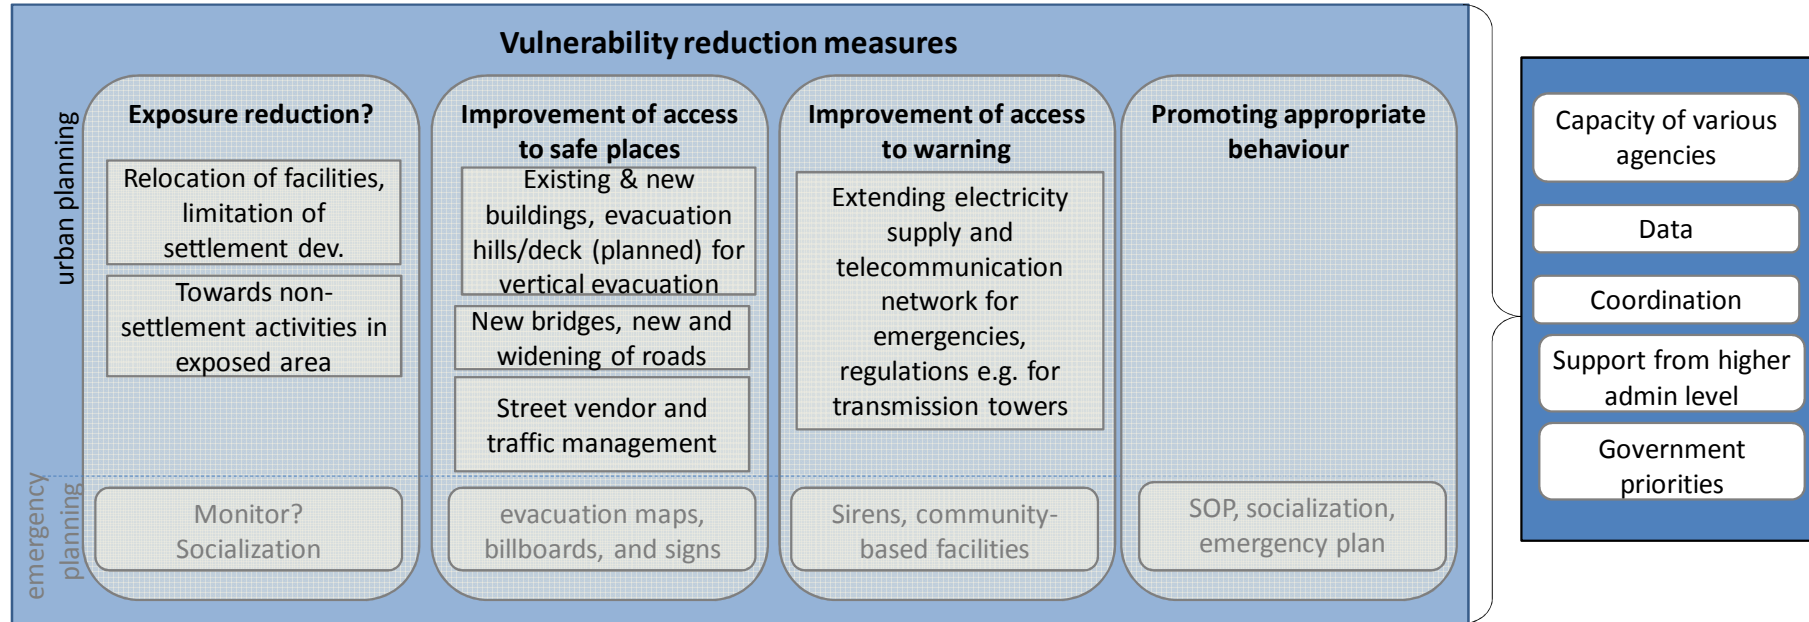 Vulnerability reduction measures
urban planning
emergency
planning
Exposure reduction?
Relocation of facilities,
limitation of
settlement dev.
Towards non-
settlement activities in
exposed area
Monitor?
Socialization
Improvement of access
to safe places
Existing & new
buildings, evacuation
hills/deck (planned) for
vertical evacuation
New bridges, new and
widening of roads
Street vendor and
traffic management
evacuation maps,
billboards, and signs
Improvement of access
to warning
Extending electricity
supply and
telecommunication
network for
emergencies,
regulations e.g. for
transmission towers
Sirens, community-
based facilities
Promoting appropriate
behaviour
SOP, socialization,
emergency plan
Capacity of various
agencies
Data
Coordination
Support from higher
admin level
Government
priorities